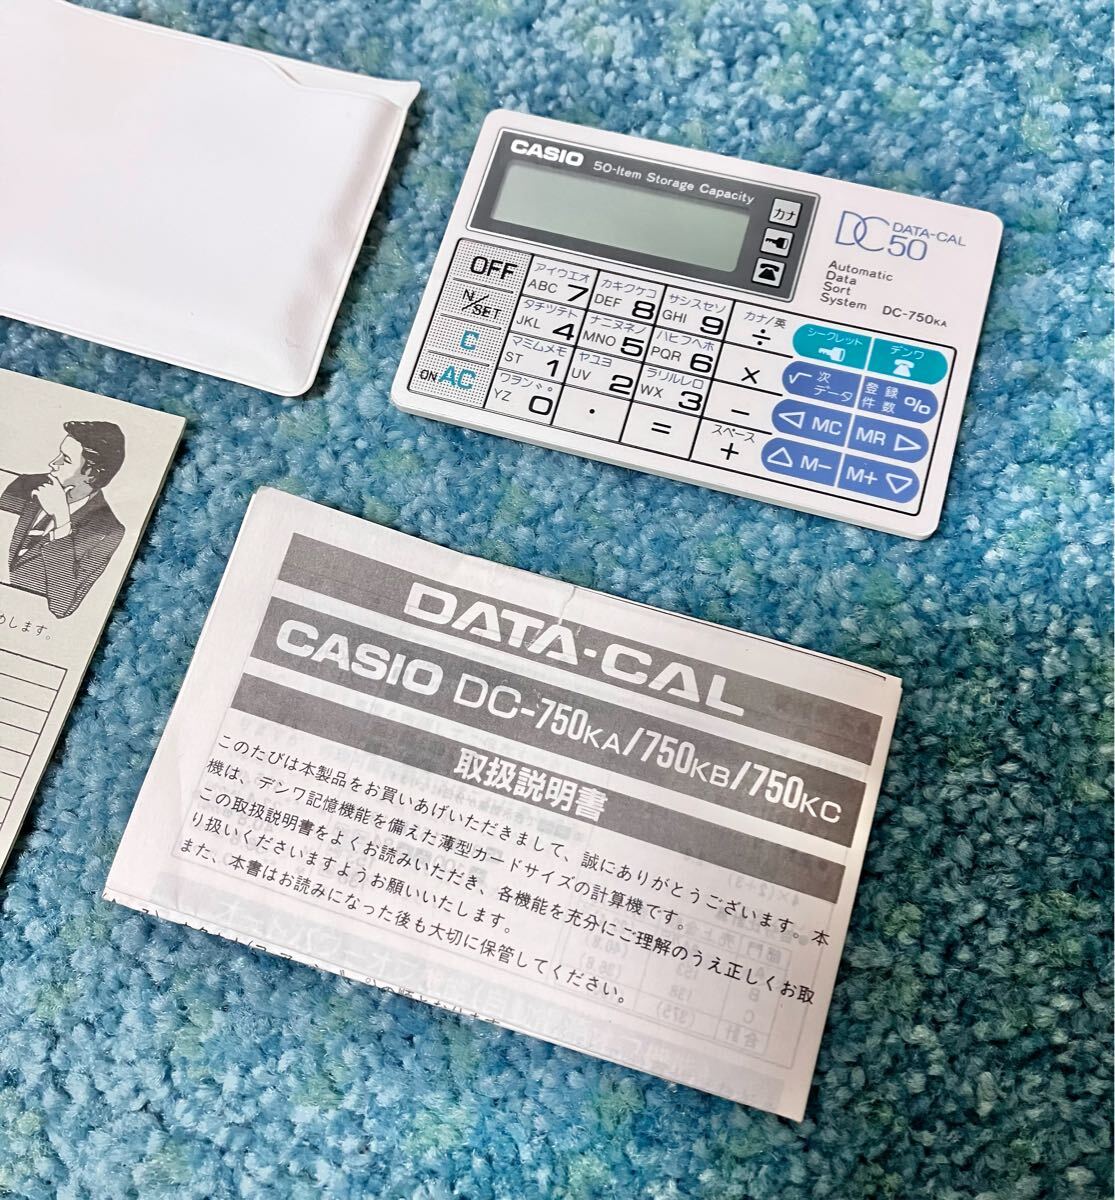 CASIO 50-Item Storage Capacity
カナ
DC 50 DATA-CAL
Automatic
Data
Sort
System DC-750KA
OFF
N/SET
C
ON AC
アイウエオ カキクケコ サシスセソ カナ/英
ABC 7 DEF 8 GHI 9 ÷
タチツテト ナニヌネノ ハヒフヘホ
JKL 4 MNO 5 PQR 6 ×
マミムメモ ヤユヨ ラリルレロ
ST 1 UV 2 WX 3 −
ワヲン゛゜ スペース
YZ 0 · = +
シークレット デンワ
√ 次データ 登録件数 %
◁ MC MR ▷
△ M− M+ ▽
めします。
DATA-CAL
CASIO DC-750KA/750KB/750KC
取扱説明書
このたびは本製品をお買いあげいただきまして、誠にありがとうございます。本
機は、デンワ記憶機能を備えた薄型カードサイズの計算機です。
この取扱説明書をよくお読みいただき、各機能を充分にご理解のうえ正しくお取
り扱いくださいますようお願いいたします。
また、本書はお読みになった後も大切に保管してください。